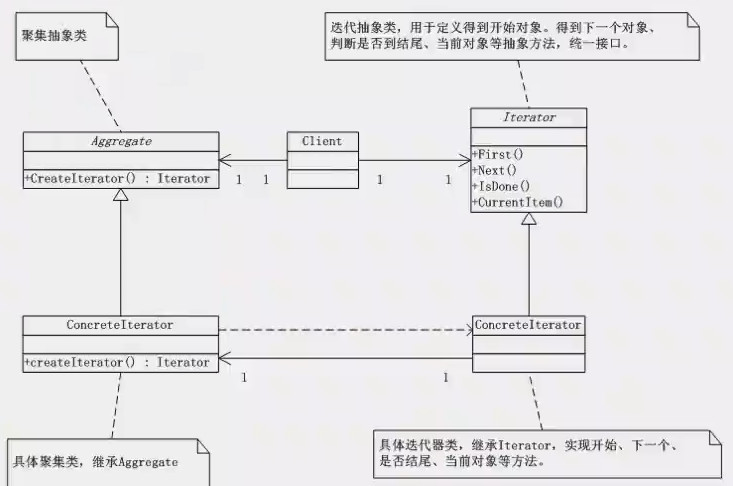 聚集抽象类
迭代抽象类，用于定义得到开始对象。得到下一个对象、
判断是否到结尾、当前对象等抽象方法，统一接口。
Aggregate
+CreateIterator() : Iterator
Client
Iterator
+First()
+Next()
+IsDone()
+CurrentItem()
1
1
1
1
ConcreteIterator
+createIterator() : Iterator
ConcreteIterator
1
1
具体聚集类，继承Aggregate
具体迭代器类，继承Iterator，实现开始、下一个、
是否结尾、当前对象等方法。